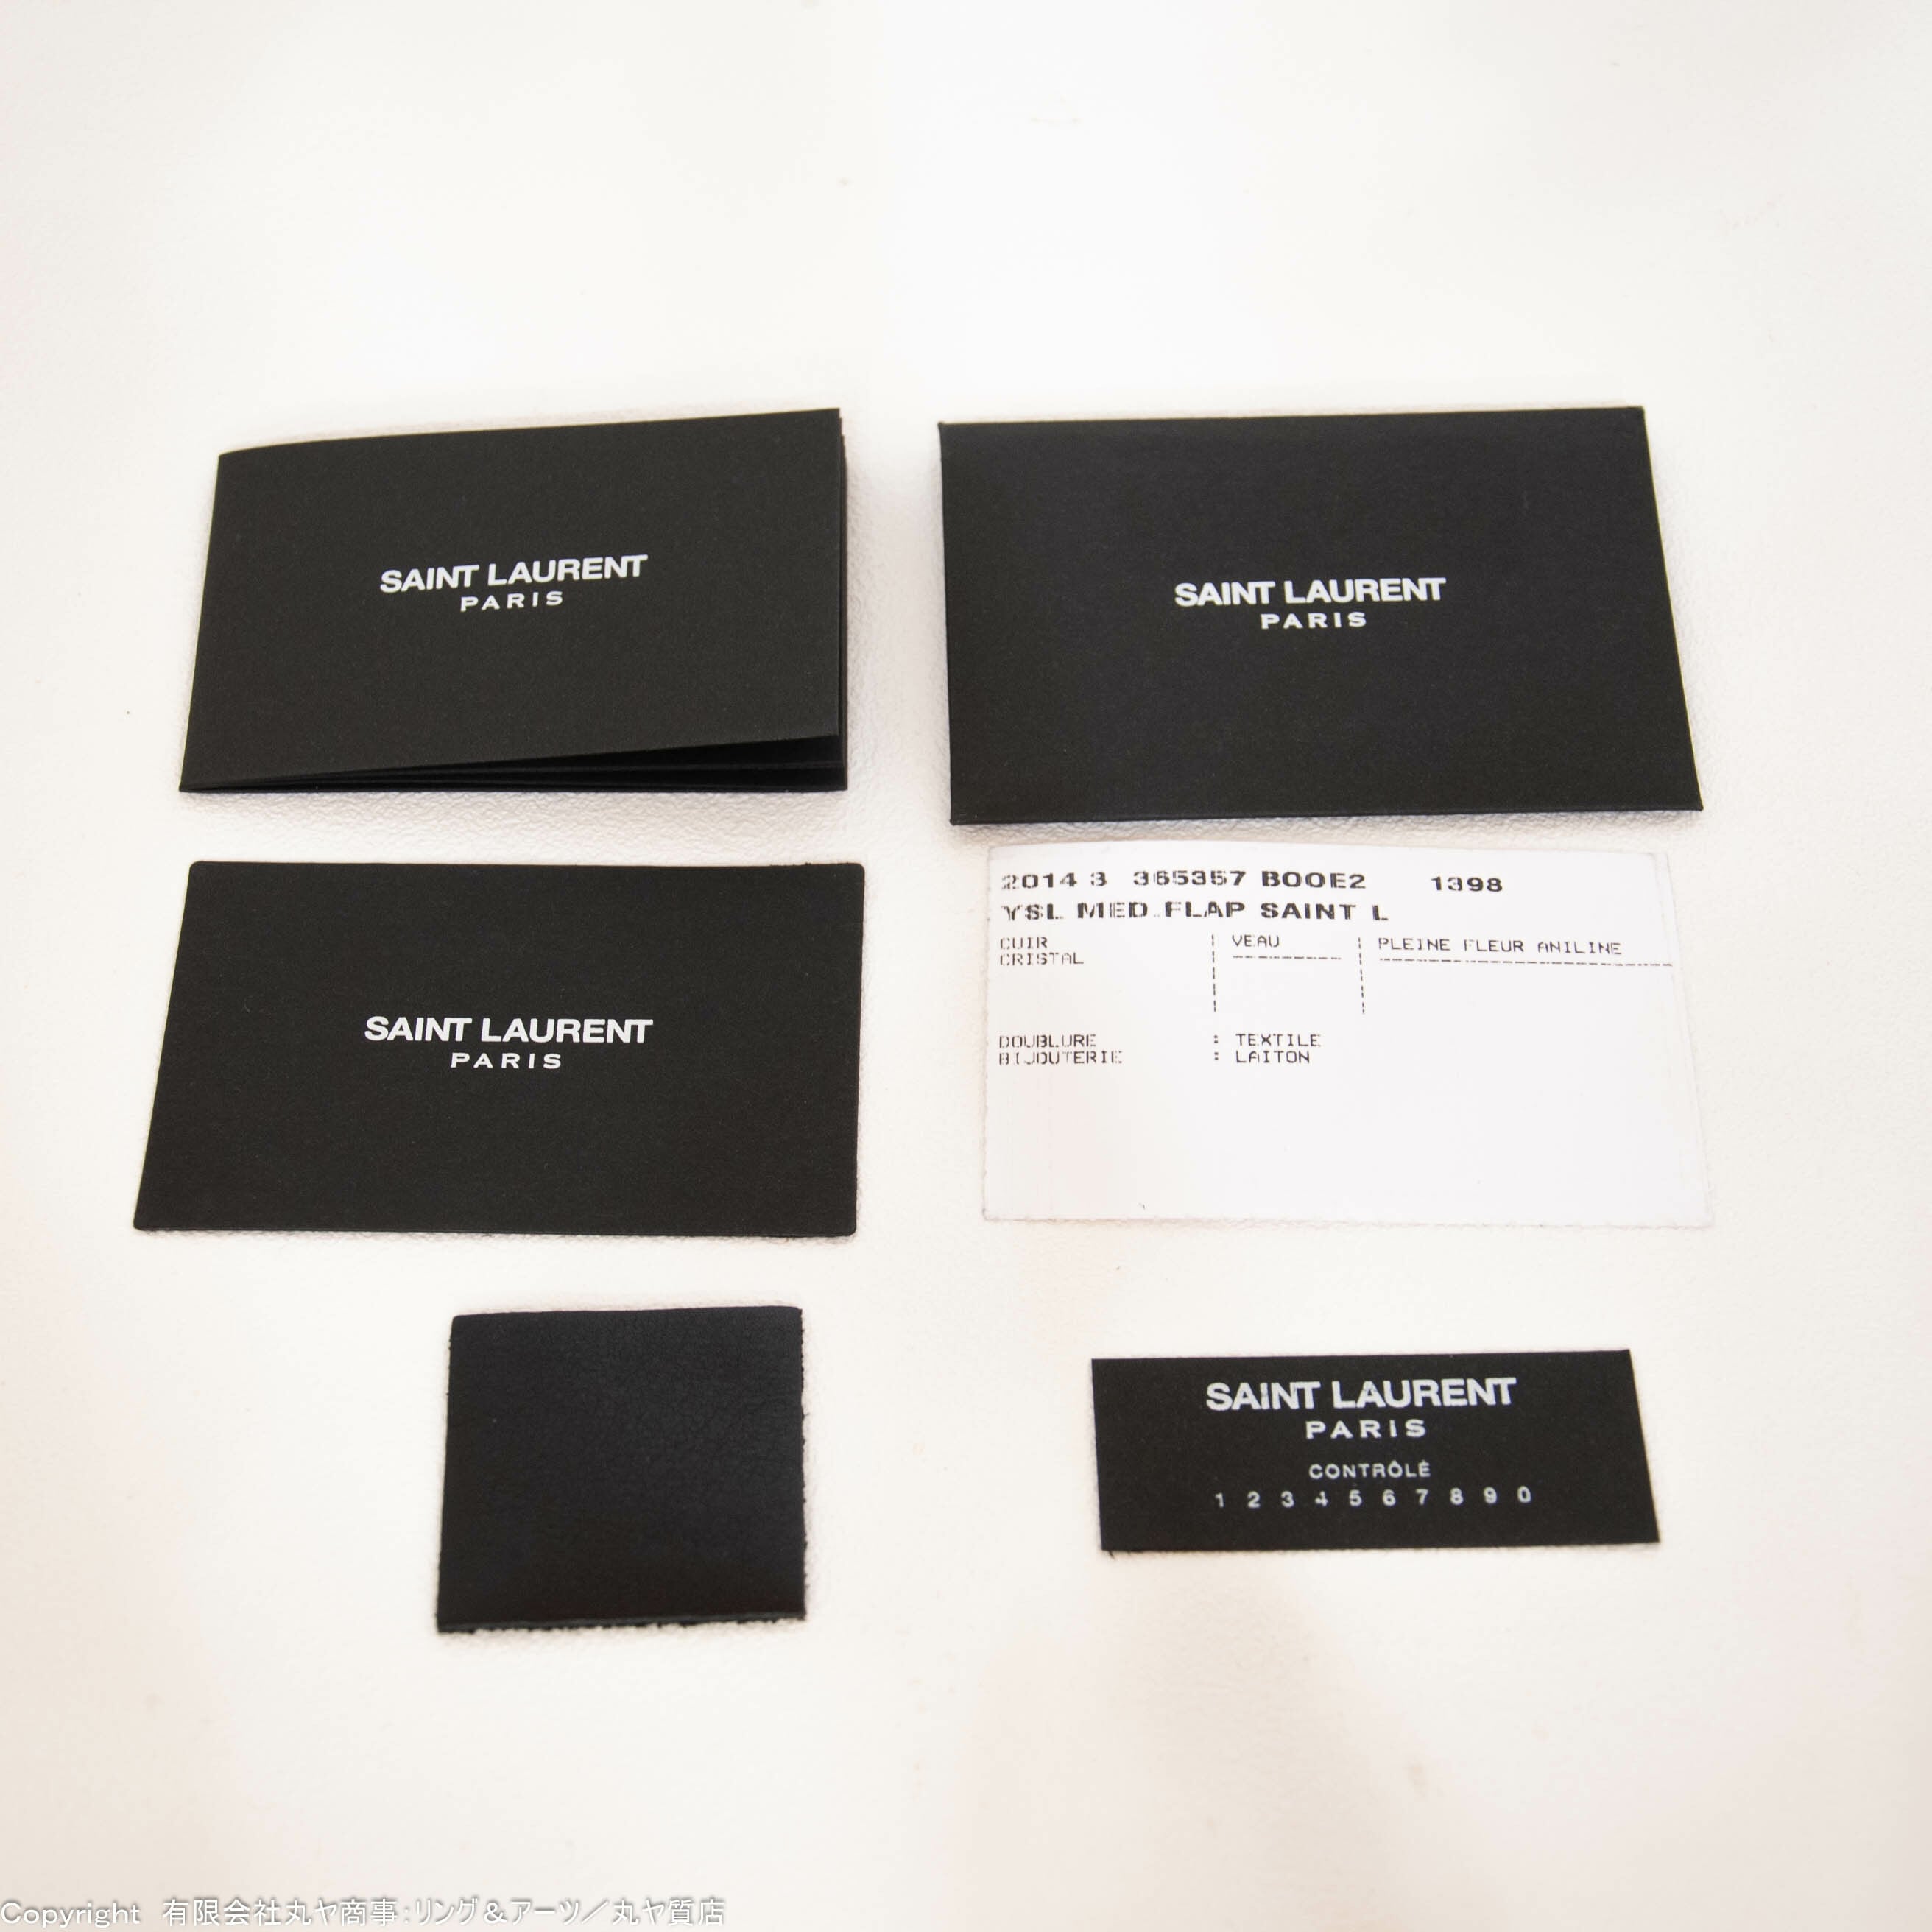 SAINT LAURENT
PARIS
SAINT LAURENT
PARIS
SAINT LAURENT
PARIS
2014 3 365357 BOOE2 1398
YSL MED.FLAP SAINT L
CUIR ¦ VEAU ¦ PLEINE FLEUR ANILINE
CRISTAL
DOUBLURE : TEXTILE
BIJOUTERIE : LAITON
SAINT LAURENT
PARIS
CONTRÔLÉ
1 2 3 4 5 6 7 8 9 0
Copyright 有限会社丸ヤ商事:リング&アーツ/丸ヤ質店